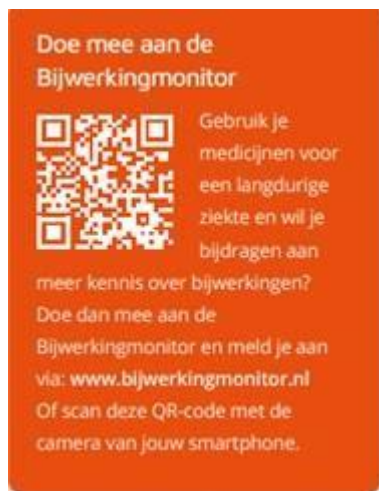 Doe mee aan de
Bijwerkingmonitor
Gebruik je
medicijnen voor
een langdurige
ziekte en wil je
bijdragen aan
meer kennis over bijwerkingen?
Doe dan mee aan de
Bijwerkingmonitor en meld je aan
via: www.bijwerkingmonitor.nl
Of scan deze QR-code met de
camera van jouw smartphone.